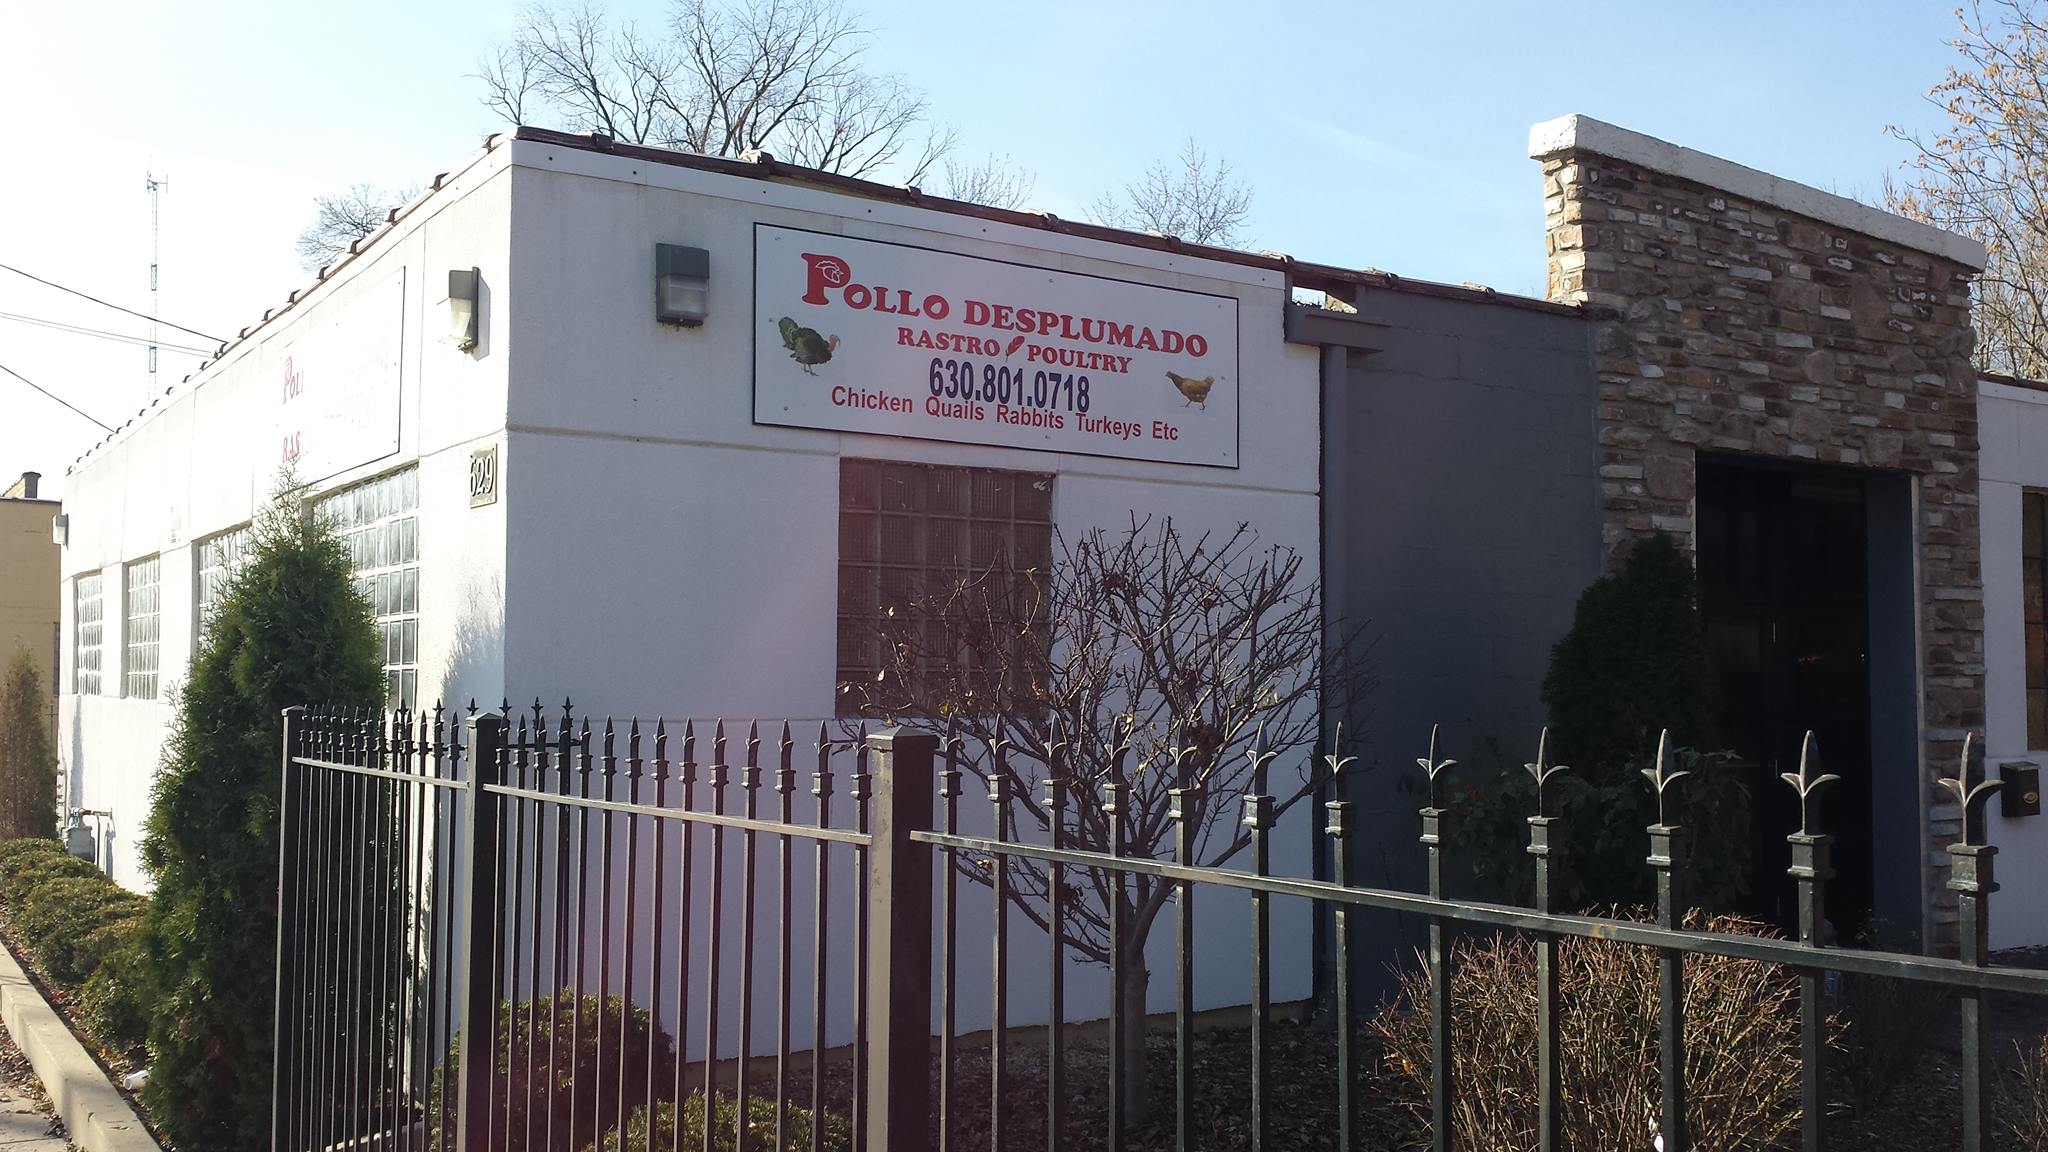 POLLO DESPLUMADO
RASTRO POULTRY
630.801.0718
Chicken Quails Rabbits Turkeys Etc
629